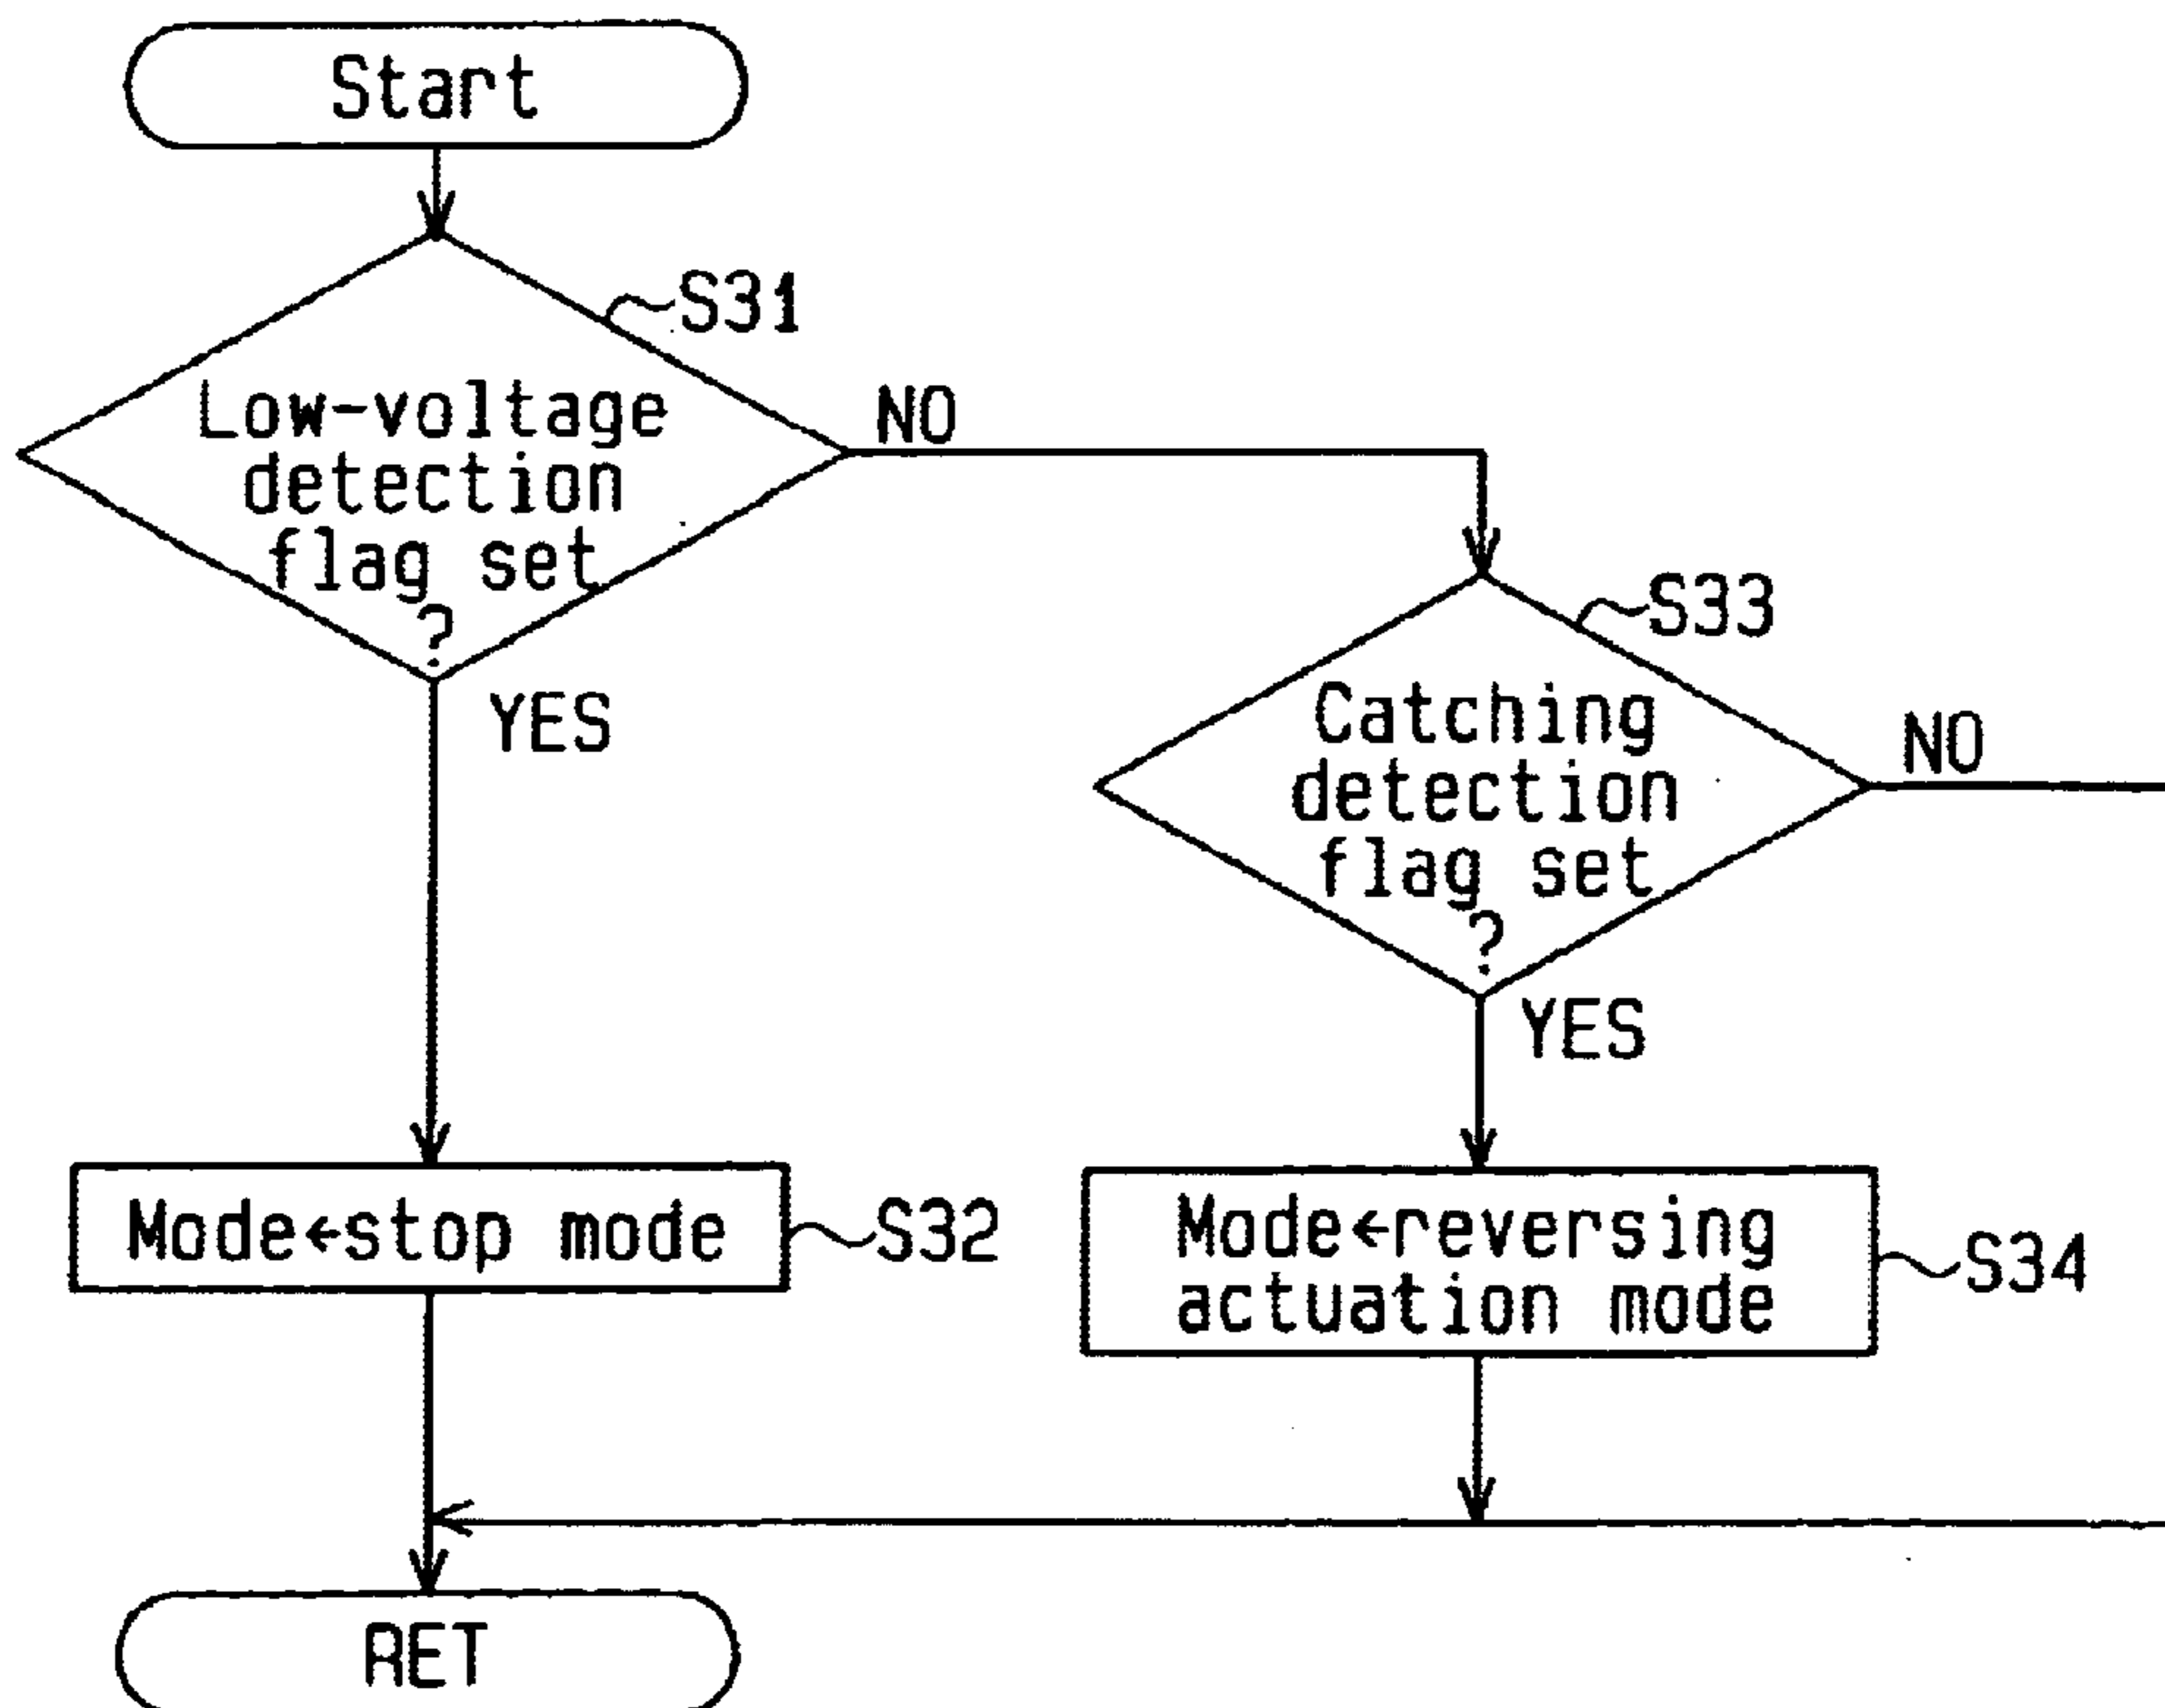 Start
S31
Low-voltage
detection
flag set
?
NO
YES
S33
Catching
detection
flag set
?
NO
YES
Mode←stop mode
S32
Mode←reversing
actuation mode
S34
RET